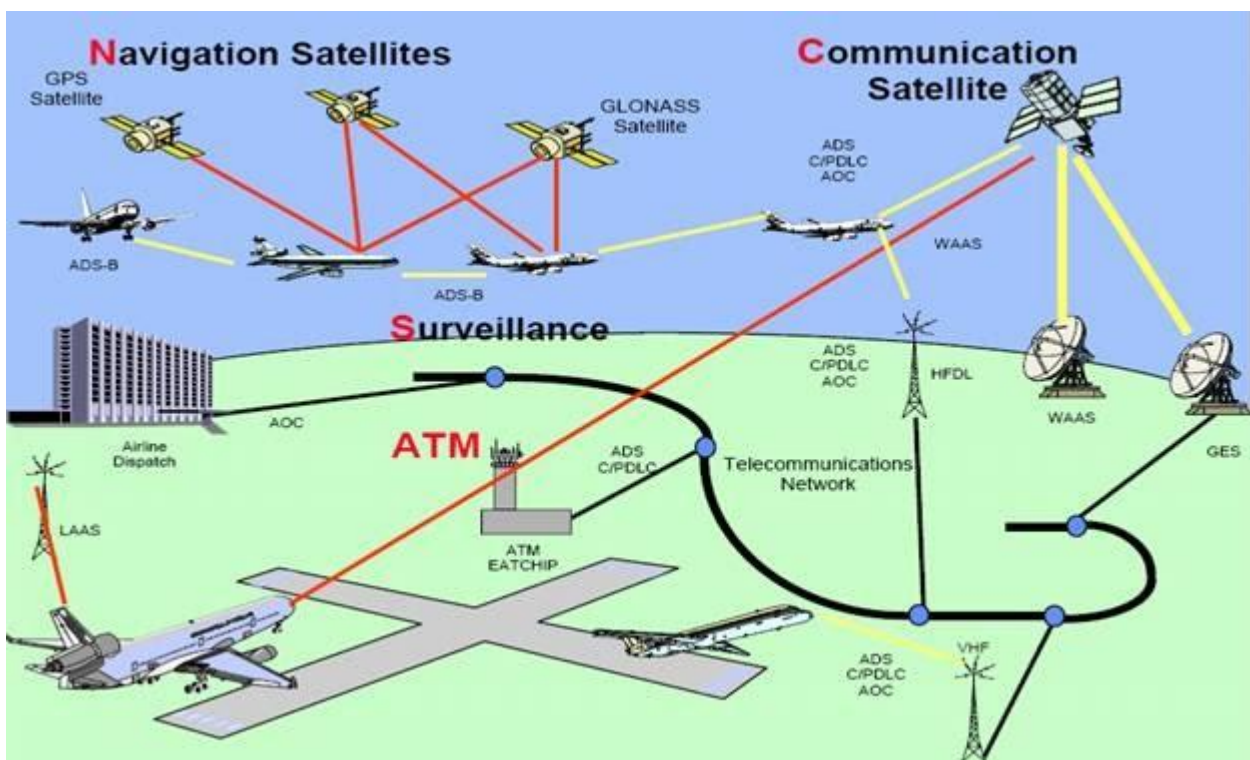 Navigation Satellites
GPS
Satellite
GLONASS
Satellite
Communication
Satellite
ADS
C/PDLC
AOC
WAAS
ADS-B
ADS-B
Surveillance
ADS
C/PDLC
AOC
HFDL
WAAS
GES
AOC
Airline
Dispatch
ATM
ADS
C/PDLC
Telecommunications
Network
LAAS
ATM
EATCHIP
ADS
C/PDLC
AOC
VHF